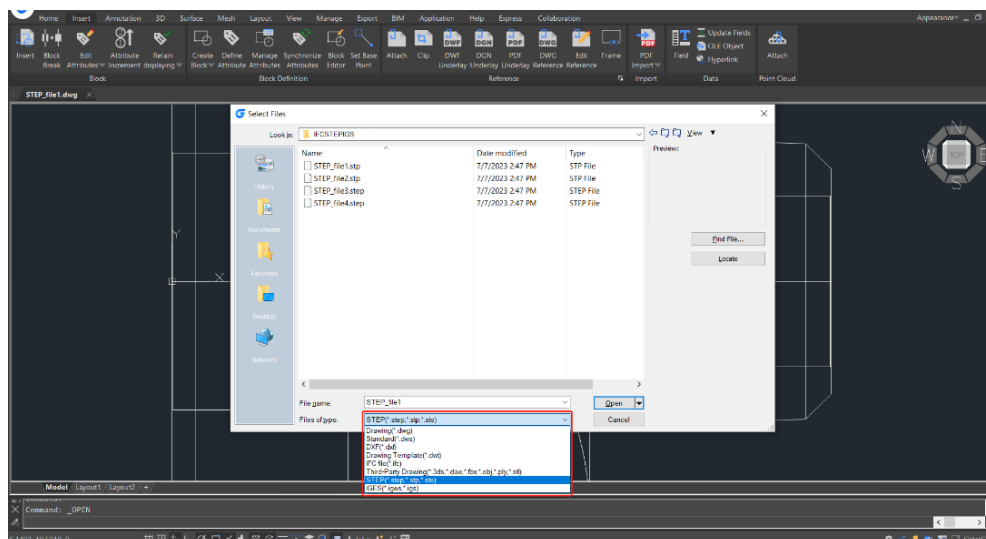 Home Insert Annotation 3D Surface Mesh Layout View Manage Export BIM Application Help Express Collaboration Appearance
Insert Block Break Edit Attributes Attribute Increment Retain displaying Create Block Define Attribute Manage Attributes Synchronize Attributes Block Editor Set Base Point Attach Clip DWF Underlay DGN Underlay PDF Underlay DWG Reference Edit Reference Frame PDF Import Field Update Fields OLE Object Hyperlink Attach
Block Block Definition Reference Import Data Point Cloud
STEP_file1.dwg
Select Files
Look in: IFCSTEPIGS View
Name Date modified Type Preview:
STEP_file1.stp 7/7/2023 2:47 PM STP File
STEP_file2.stp 7/7/2023 2:47 PM STP File
STEP_file3.step 7/7/2023 2:47 PM STEP File
STEP_file4.step 7/7/2023 2:47 PM STEP File
History
Documents
Favorites
Desktop
Network
Find File...
Locate
File name: STEP_file1 Open
Files of type: STEP(*.step,*.stp,*.ste) Cancel
Drawing(*.dwg)
Standard(*.dws)
DXF(*.dxf)
Drawing Template(*.dwt)
IFC file(*.ifc)
Third-Party Drawing(*.3ds,*.dae,*.fbx,*.obj,*.ply,*.stl)
STEP(*.step,*.stp,*.ste)
IGES(*.iges,*.igs)
N
W TOP E
S
Y
X
Model Layout1 Layout2 +
Command: _OPEN